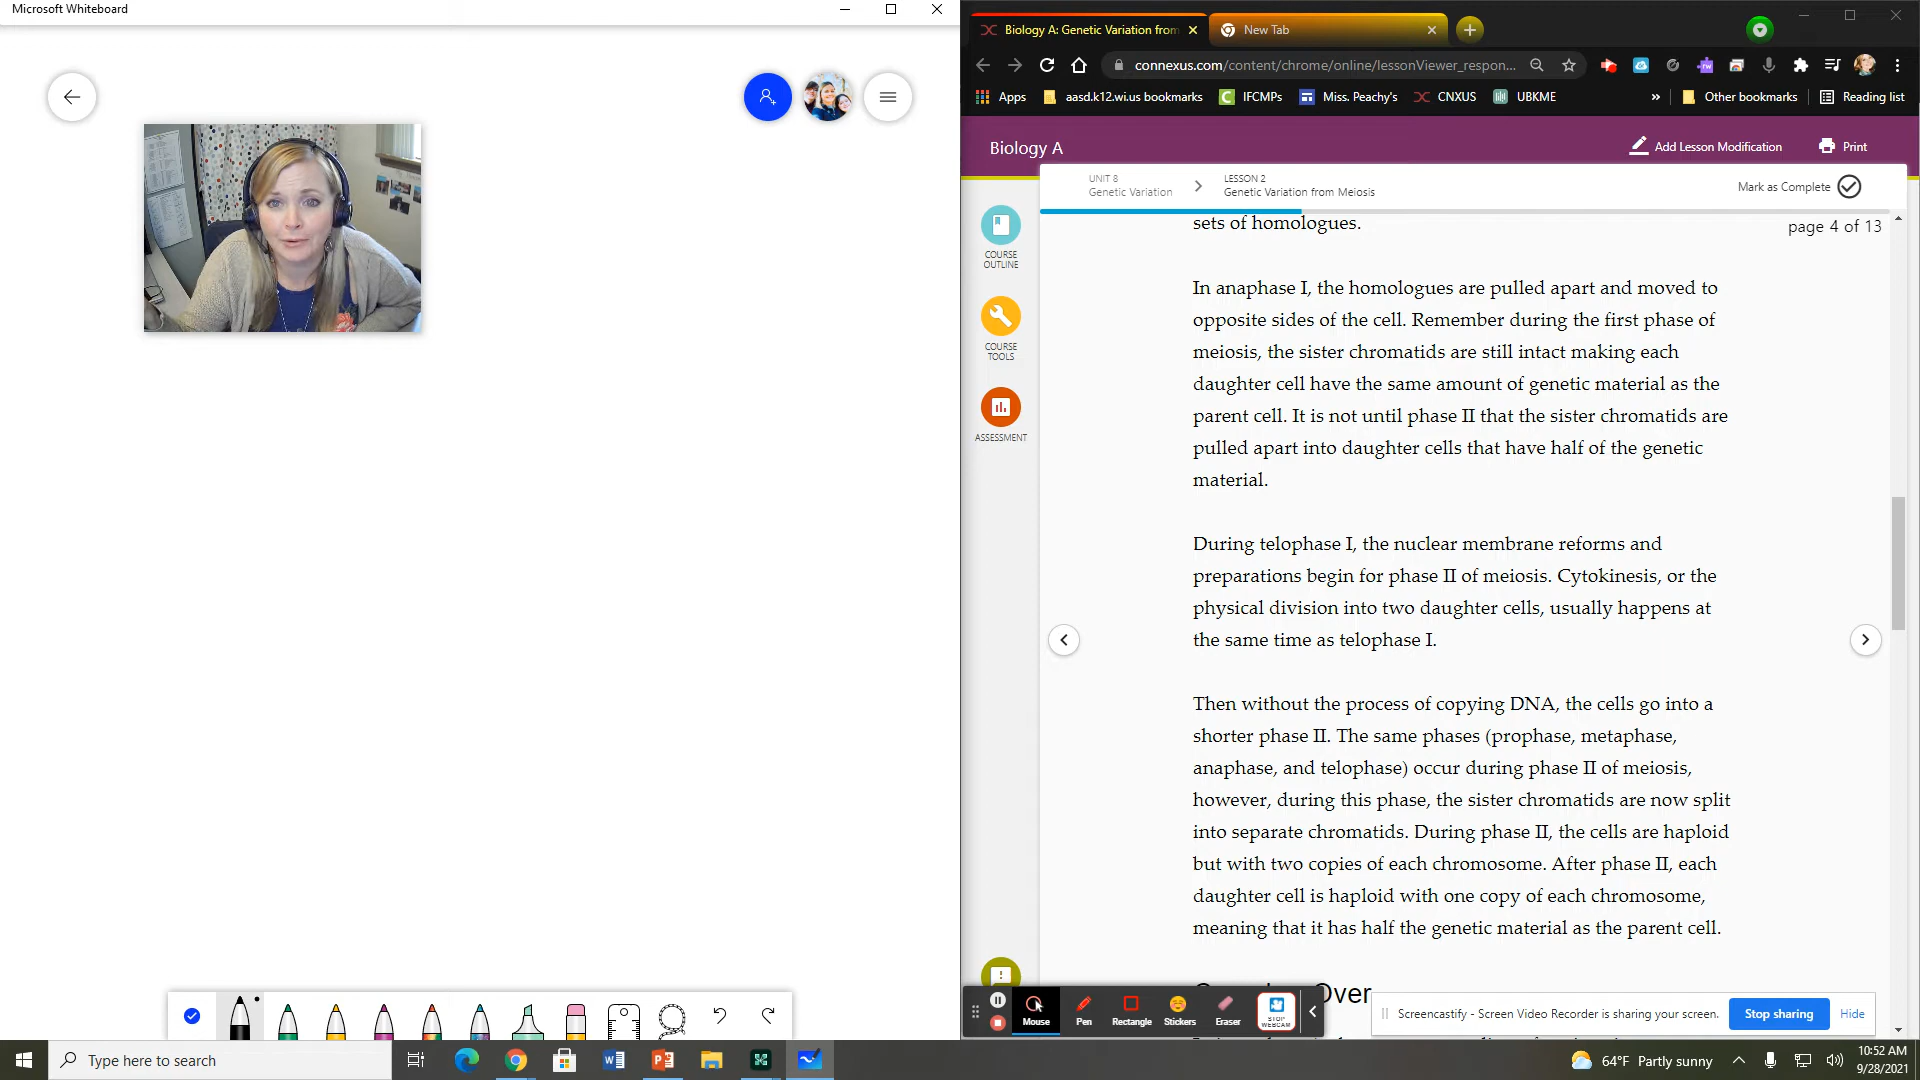 Microsoft Whiteboard
Biology A: Genetic Variation from
New Tab
connexus.com/content/chrome/online/lessonViewer_respon...
Apps
aasd.k12.wi.us bookmarks
IFCMPs
Miss. Peachy's
CNXUS
UBKME
»
Other bookmarks
Reading list
Biology A
Add Lesson Modification
Print
UNIT 8
Genetic Variation
LESSON 2
Genetic Variation from Meiosis
Mark as Complete
COURSE
OUTLINE
COURSE
TOOLS
ASSESSMENT
page 4 of 13
sets of homologues.
In anaphase I, the homologues are pulled apart and moved to
opposite sides of the cell. Remember during the first phase of
meiosis, the sister chromatids are still intact making each
daughter cell have the same amount of genetic material as the
parent cell. It is not until phase II that the sister chromatids are
pulled apart into daughter cells that have half of the genetic
material.
During telophase I, the nuclear membrane reforms and
preparations begin for phase II of meiosis. Cytokinesis, or the
physical division into two daughter cells, usually happens at
the same time as telophase I.
Then without the process of copying DNA, the cells go into a
shorter phase II. The same phases (prophase, metaphase,
anaphase, and telophase) occur during phase II of meiosis,
however, during this phase, the sister chromatids are now split
into separate chromatids. During phase II, the cells are haploid
but with two copies of each chromosome. After phase II, each
daughter cell is haploid with one copy of each chromosome,
meaning that it has half the genetic material as the parent cell.
Over
Mouse
Pen
Rectangle
Stickers
Eraser
STOP
WEBCAM
Screencastify - Screen Video Recorder is sharing your screen.
Stop sharing
Hide
Type here to search
64°F Partly sunny
10:52 AM
9/28/2021